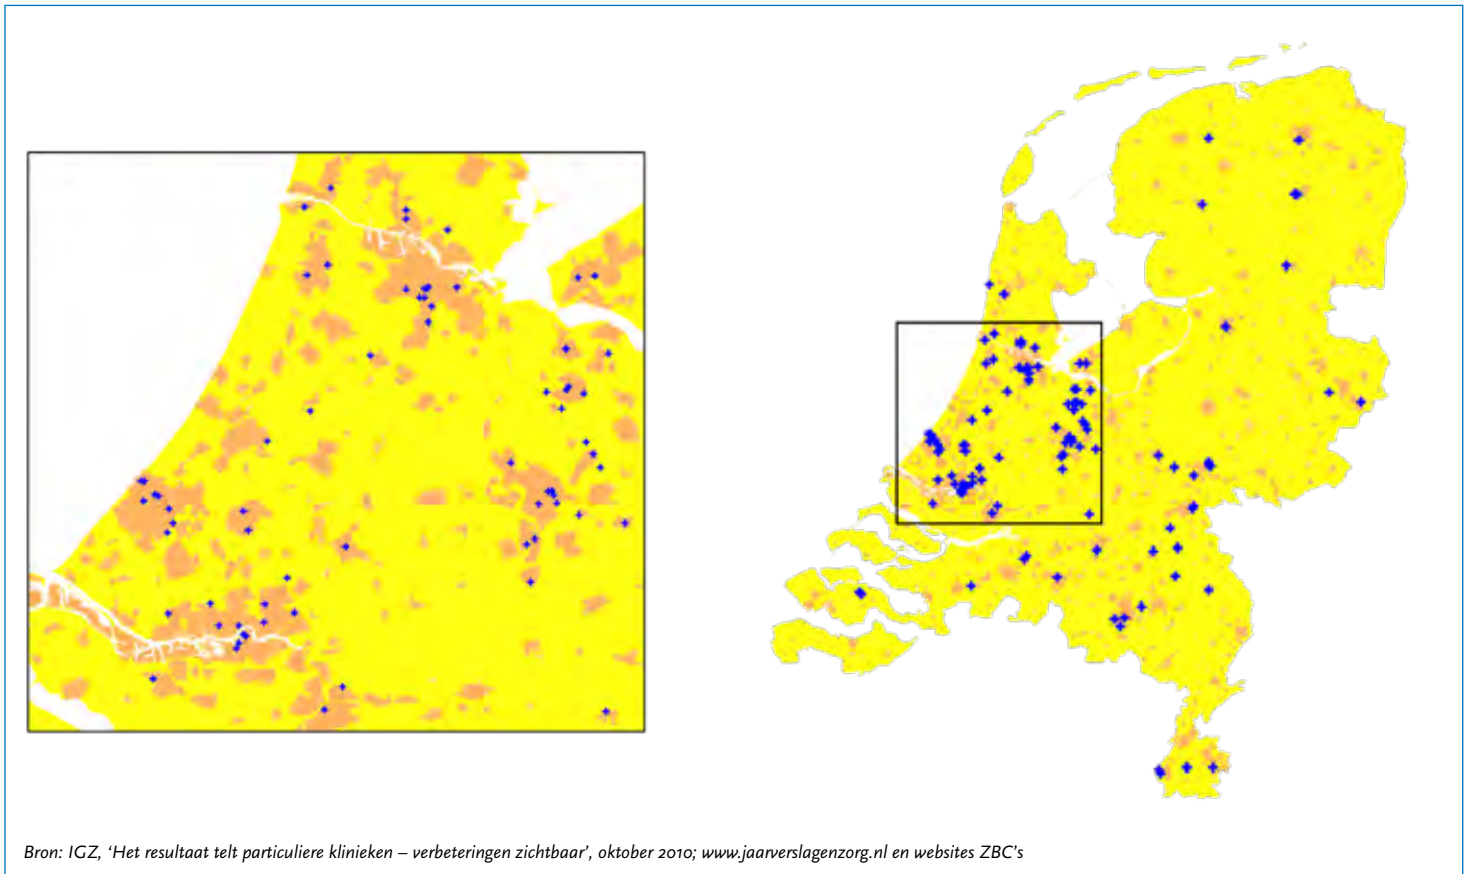 Bron: IGZ, ‘Het resultaat telt particuliere klinieken – verbeteringen zichtbaar’, oktober 2010; www.jaarverslagenzorg.nl en websites ZBC’s